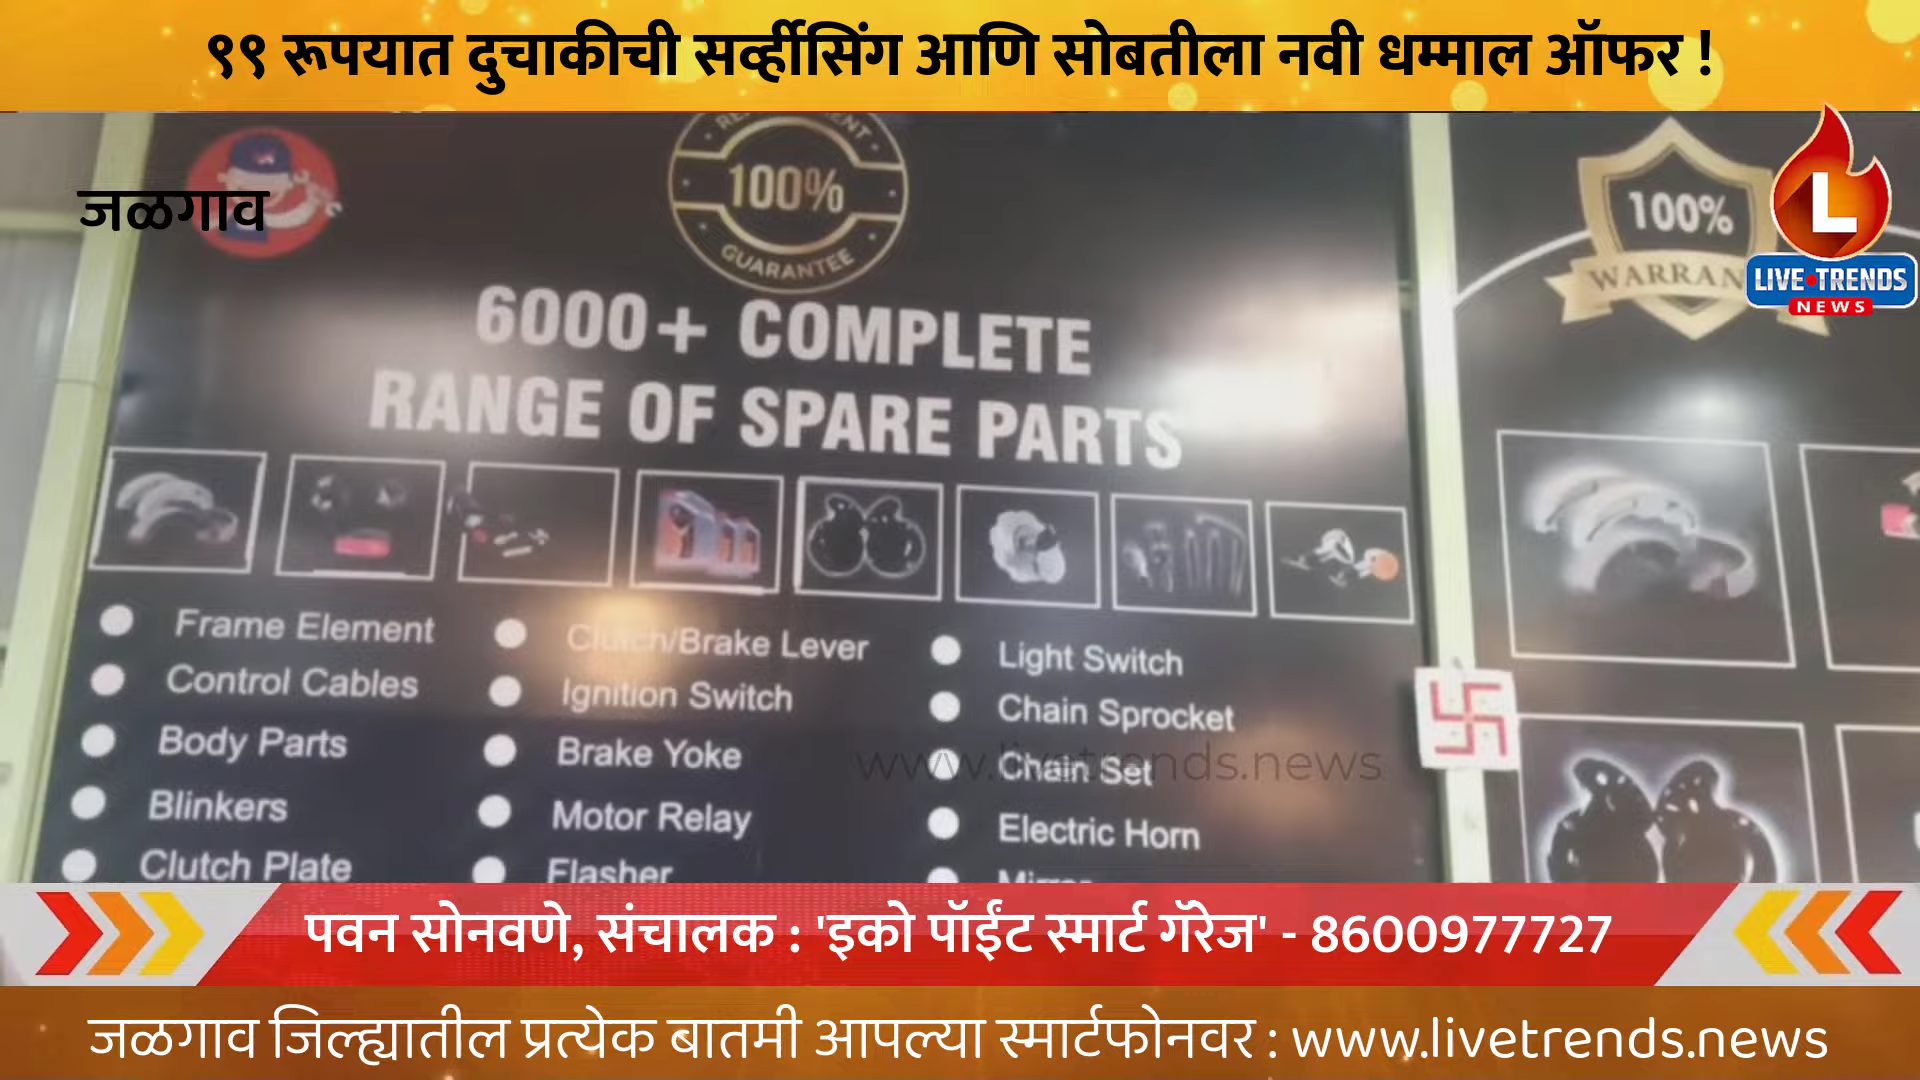 ९९ रूपयात दुचाकीची सर्व्हीसिंग आणि सोबतीला नवी धम्माल ऑफर !
जळगाव
100%
GUARANTEE
100%
L
LIVE TRENDS
NEWS
6000+ COMPLETE
RANGE OF SPARE PARTS
Frame Element
Clutch/Brake Lever
Light Switch
Control Cables
Ignition Switch
Chain Sprocket
Body Parts
Brake Yoke
Chain Set
www.livetrends.news
Blinkers
Motor Relay
Electric Horn
Clutch Plate
Flasher
पवन सोनवणे, संचालक : 'इको पॉईंट स्मार्ट गॅरेज' - 8600977727
जळगाव जिल्ह्यातील प्रत्येक बातमी आपल्या स्मार्टफोनवर : www.livetrends.news